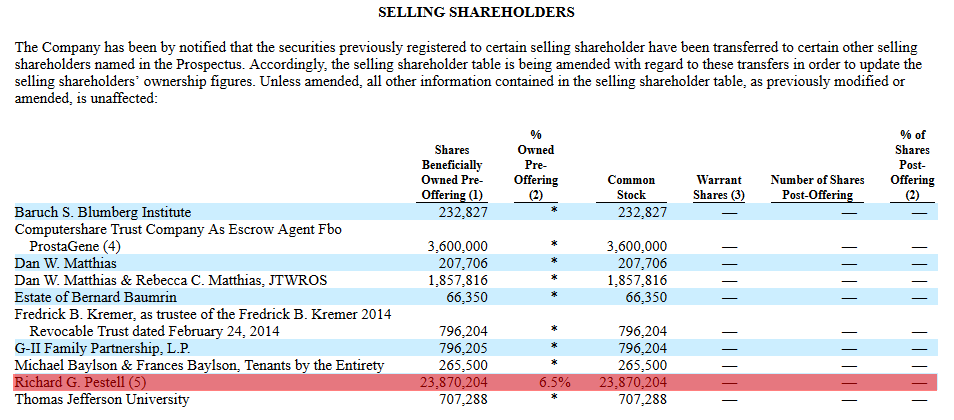 SELLING SHAREHOLDERS
The Company has been by notified that the securities previously registered to certain selling shareholder have been transferred to certain other selling
shareholders named in the Prospectus. Accordingly, the selling shareholder table is being amended with regard to these transfers in order to update the
selling shareholders’ ownership figures. Unless amended, all other information contained in the selling shareholder table, as previously modified or
amended, is unaffected:
% % of
Shares Owned Shares
Beneficially Pre- Post-
Owned Pre- Offering Common Warrant Number of Shares Offering
Offering (1) (2) Stock Shares (3) Post-Offering (2)
Baruch S. Blumberg Institute 232,827 * 232,827 — — —
Computershare Trust Company As Escrow Agent Fbo
ProstaGene (4) 3,600,000 * 3,600,000 — — —
Dan W. Matthias 207,706 * 207,706 — — —
Dan W. Matthias & Rebecca C. Matthias, JTWROS 1,857,816 * 1,857,816 — — —
Estate of Bernard Baumrin 66,350 * 66,350 — — —
Fredrick B. Kremer, as trustee of the Fredrick B. Kremer 2014
Revocable Trust dated February 24, 2014 796,204 * 796,204 — — —
G-II Family Partnership, L.P. 796,205 * 796,204 — — —
Michael Baylson & Frances Baylson, Tenants by the Entirety 265,500 * 265,500 — — —
Richard G. Pestell (5) 23,870,204 6.5% 23,870,204 — — —
Thomas Jefferson University 707,288 * 707,288 — — —